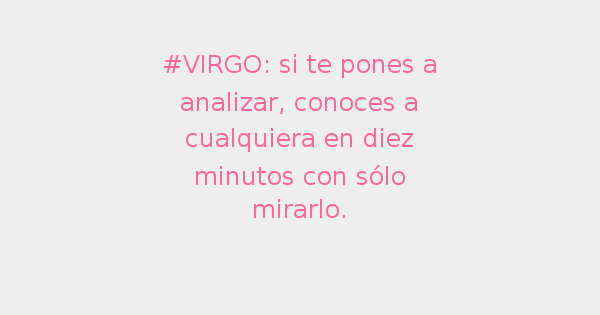 #VIRGO: si te pones a
analizar, conoces a
cualquiera en diez
minutos con sólo
mirarlo.